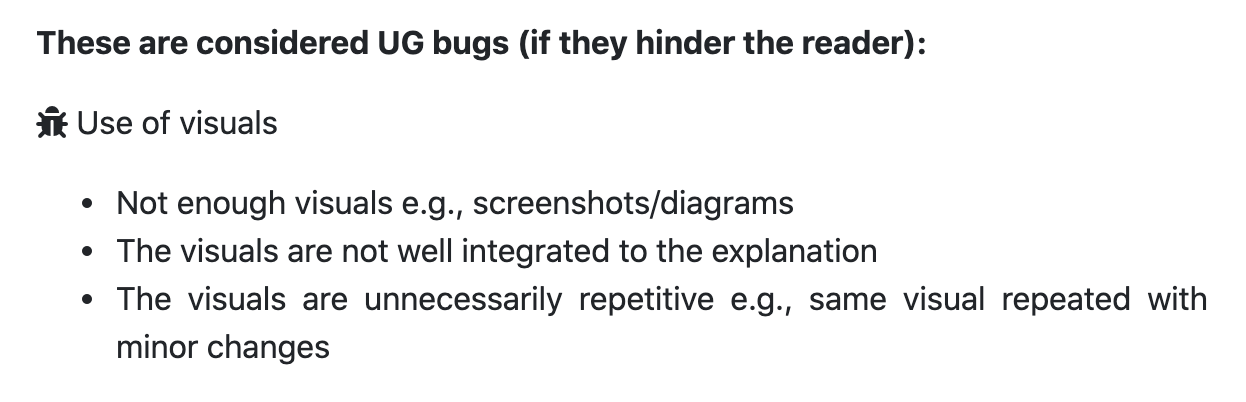 These are considered UG bugs (if they hinder the reader):
Use of visuals
• Not enough visuals e.g., screenshots/diagrams
• The visuals are not well integrated to the explanation
• The visuals are unnecessarily repetitive e.g., same visual repeated with
minor changes